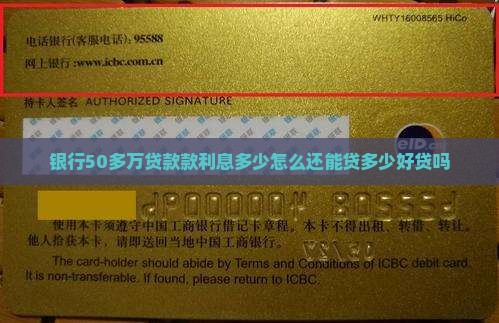 WHTY16008565 HiCo
电话银行(客服电话):95588
网上银行:www.icbc.com.cn
持卡人签名 AUTHORIZED SIGNATURE
eID.cn
银行50多万贷款款利息多少怎么还能贷多少好贷吗
使用本卡须遵守中国工商银行借记卡章程。本卡不得出租、转借、转让。
他人拾获本卡，请即送回当地中国工商银行。
The card-holder should abide by Terms and Conditions of ICBC debit card.
It is non-transferable. If found, please return to ICBC.